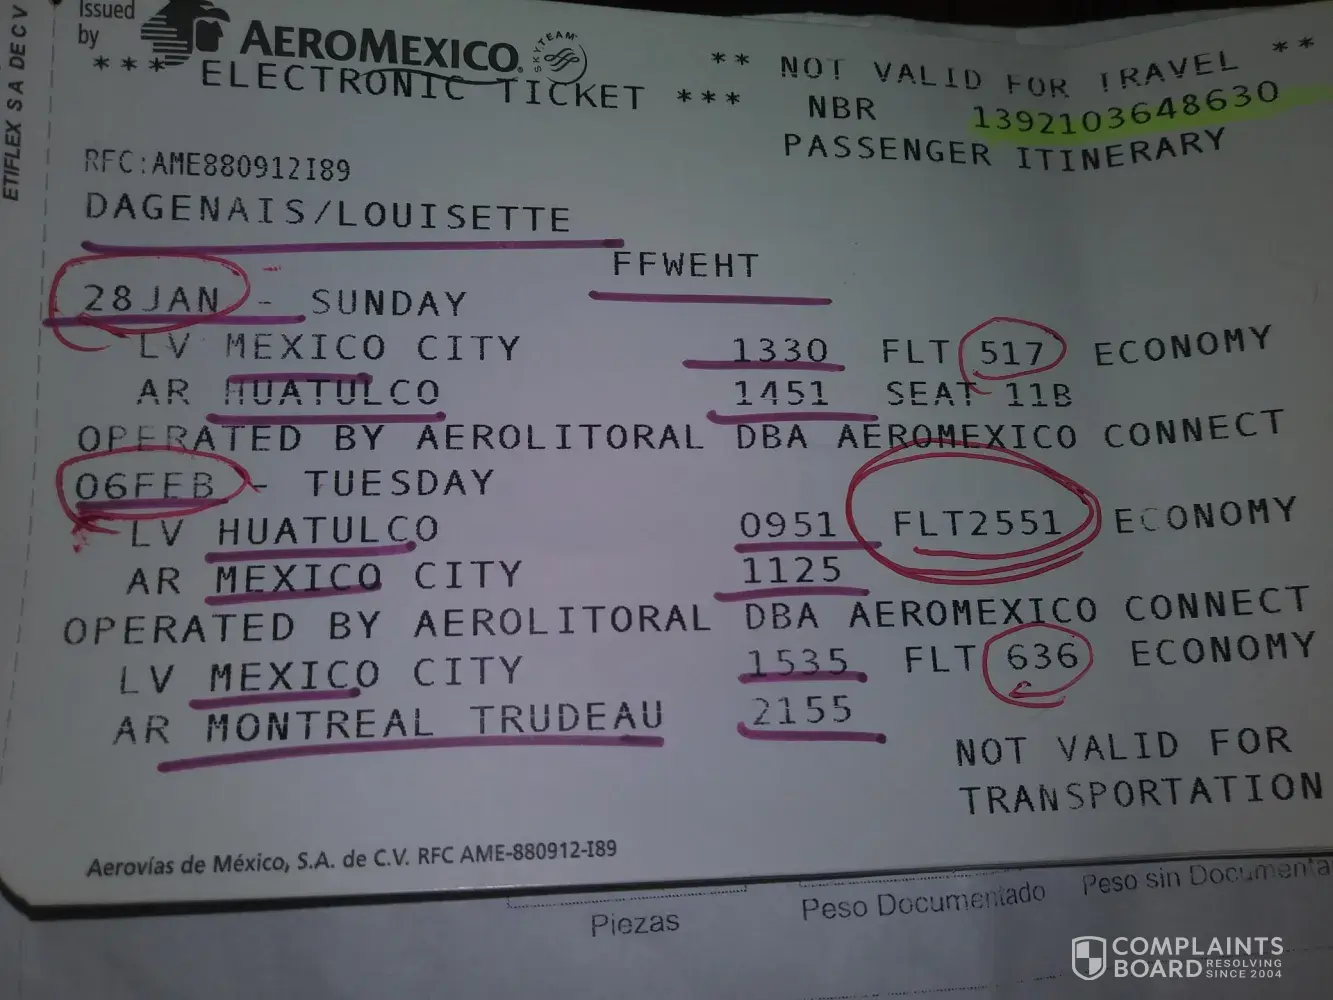 Issued
by
AEROMEXICO
SKYTEAM
*** ELECTRONIC TICKET ***
** NOT VALID FOR TRAVEL **
NBR 1392103648630
PASSENGER ITINERARY
ETIFLEX SA DE CV
RFC:AME880912I89
DAGENAIS/LOUISETTE
FFWEHT
28JAN - SUNDAY
LV MEXICO CITY 1330 FLT 517 ECONOMY
AR HUATULCO 1451 SEAT 11B
OPERATED BY AEROLITORAL DBA AEROMEXICO CONNECT
06FEB - TUESDAY
LV HUATULCO 0951 FLT2551 ECONOMY
AR MEXICO CITY 1125
OPERATED BY AEROLITORAL DBA AEROMEXICO CONNECT
LV MEXICO CITY 1535 FLT 636 ECONOMY
AR MONTREAL TRUDEAU 2155
NOT VALID FOR
TRANSPORTATION
Aerovías de México, S.A. de C.V. RFC AME-880912-I89
Piezas Peso Documentado Peso sin Documenta
COMPLAINTS
BOARD RESOLVING
SINCE 2004